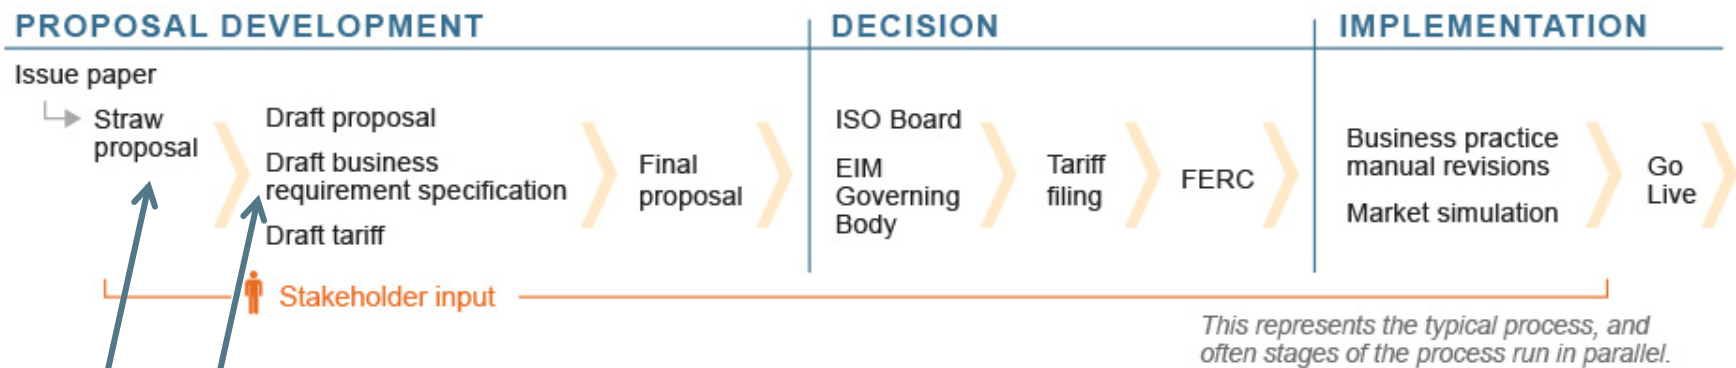 PROPOSAL DEVELOPMENT
DECISION
IMPLEMENTATION
Issue paper
Straw
proposal
Draft proposal
Draft business
requirement specification
Draft tariff
Final
proposal
ISO Board
EIM
Governing
Body
Tariff
filing
FERC
Business practice
manual revisions
Market simulation
Go
Live
Stakeholder input
This represents the typical process, and
often stages of the process run in parallel.